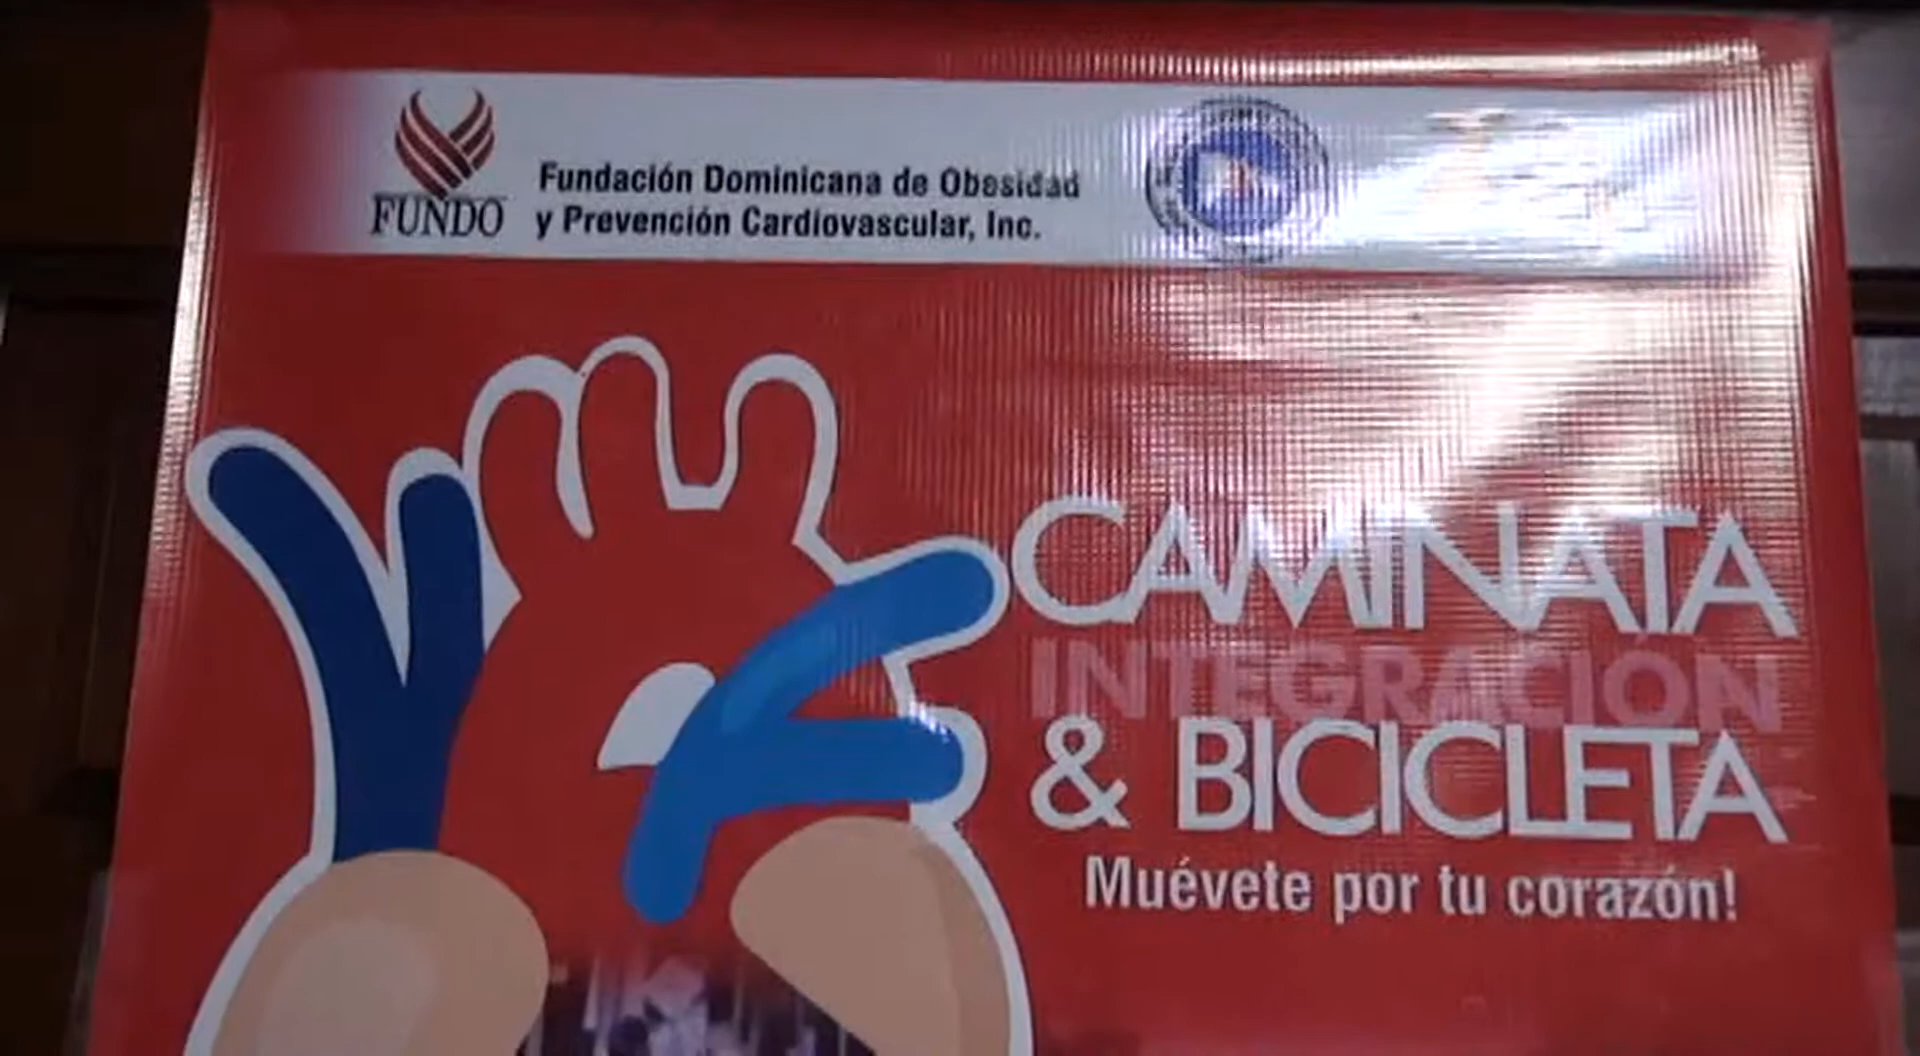 FUNDO
Fundación Dominicana de Obesidad
y Prevención Cardiovascular, Inc.
CAMINATA
INTEGRACIÓN
& BICICLETA
Muévete por tu corazón!